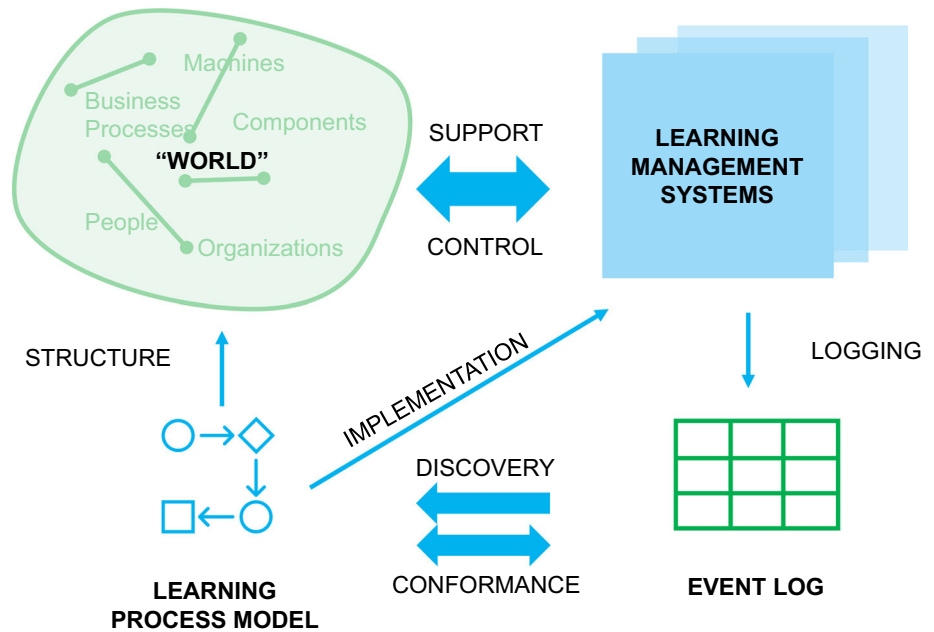 Machines
Business
Processes
Components
“WORLD”
People
Organizations
SUPPORT
CONTROL
LEARNING
MANAGEMENT
SYSTEMS
STRUCTURE
IMPLEMENTATION
LOGGING
DISCOVERY
CONFORMANCE
LEARNING
PROCESS MODEL
EVENT LOG